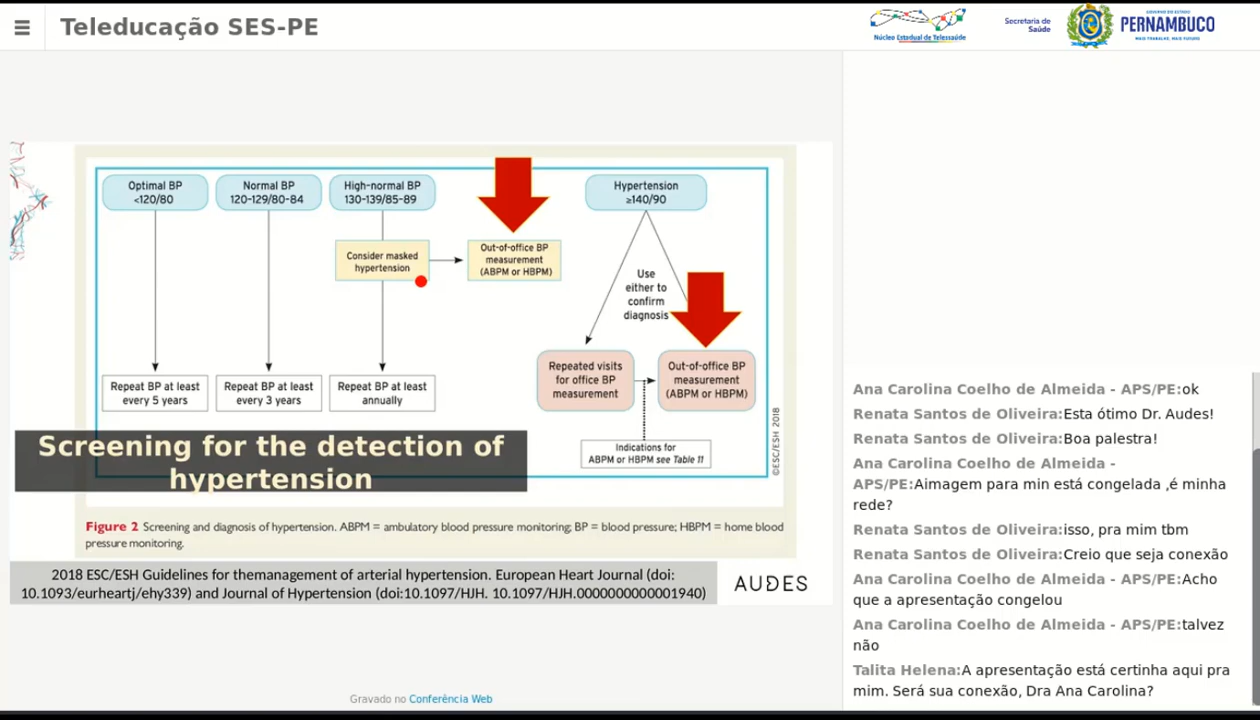 Teleducação SES-PE
Núcleo Estadual de Telessaúde
Secretaria de
Saúde
GOVERNO DO ESTADO
PERNAMBUCO
MAIS TRABALHO, MAIS FUTURO
Optimal BP
<120/80
Normal BP
120-129/80-84
High-normal BP
130-139/85-89
Hypertension
≥140/90
Consider masked
hypertension
Out-of-office BP
measurement
(ABPM or HBPM)
Use
either to
confirm
diagnosis
Repeat BP at least
every 5 years
Repeat BP at least
every 3 years
Repeat BP at least
annually
Repeated visits
for office BP
measurement
Out-of-office BP
measurement
(ABPM or HBPM)
Indications for
ABPM or HBPM see Table 11
©ESC/ESH 2018
Screening for the detection of
hypertension
Figure 2 Screening and diagnosis of hypertension. ABPM = ambulatory blood pressure monitoring; BP = blood pressure; HBPM = home blood
pressure monitoring.
2018 ESC/ESH Guidelines for themanagement of arterial hypertension. European Heart Journal (doi:
10.1093/eurheartj/ehy339) and Journal of Hypertension (doi:10.1097/HJH. 10.1097/HJH.0000000000001940)
AUDES
Gravado no Conferência Web
Ana Carolina Coelho de Almeida - APS/PE:ok
Renata Santos de Oliveira:Esta ótimo Dr. Audes!
Renata Santos de Oliveira:Boa palestra!
Ana Carolina Coelho de Almeida -
APS/PE:Aimagem para min está congelada ,é minha
rede?
Renata Santos de Oliveira:isso, pra mim tbm
Renata Santos de Oliveira:Creio que seja conexão
Ana Carolina Coelho de Almeida - APS/PE:Acho
que a apresentação congelou
Ana Carolina Coelho de Almeida - APS/PE:talvez
não
Talita Helena:A apresentação está certinha aqui pra
mim. Será sua conexão, Dra Ana Carolina?